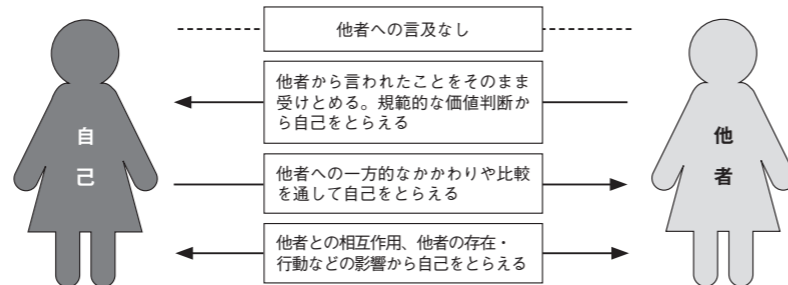 他者への言及なし
他者から言われたことをそのまま
受けとめる。規範的な価値判断か
ら自己をとらえる
自己
他者
他者への一方的なかかわりや比較
を通して自己をとらえる
他者との相互作用、他者の存在・
行動などの影響から自己をとらえる